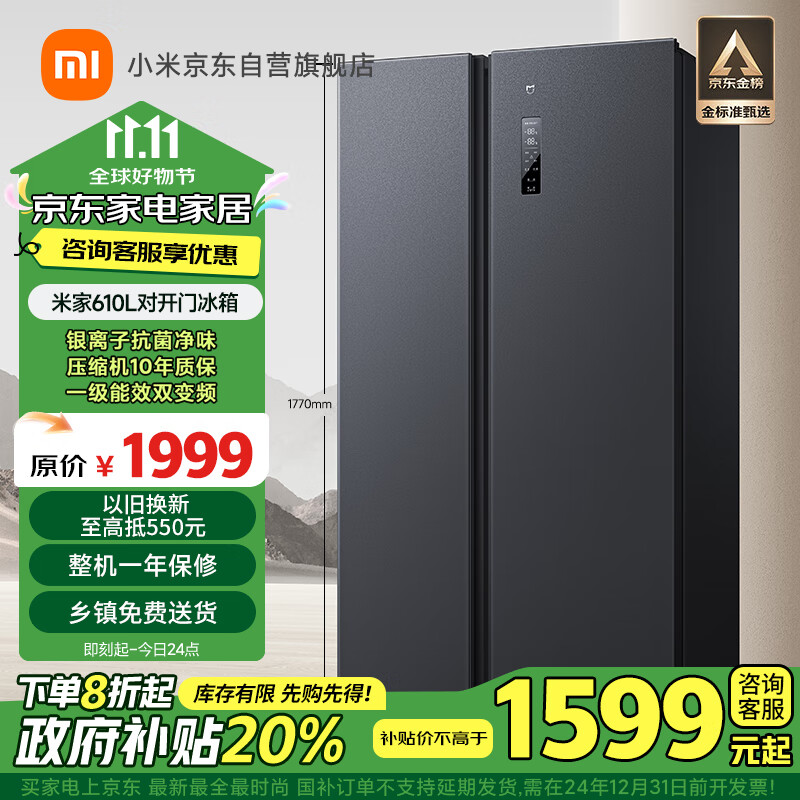 小米京东自营旗舰店
京东金榜
金标准甄选
11.11
全球好物节
京东家电家居
咨询客服享优惠
米家610L对开门冰箱
银离子抗菌净味
压缩机10年质保
一级能效双变频
1770mm
原价 ¥ 1999
以旧换新
至高抵550元
整机一年保修
乡镇免费送货
即刻起-今日24点
下单8折起
库存有限 先购先得!
政府补贴20%
补贴价不高于
1599
咨询
客服
元起
买家电上京东 最新最全最时尚 国补订单不支持延期发货,需在24年12月31日前开发票!